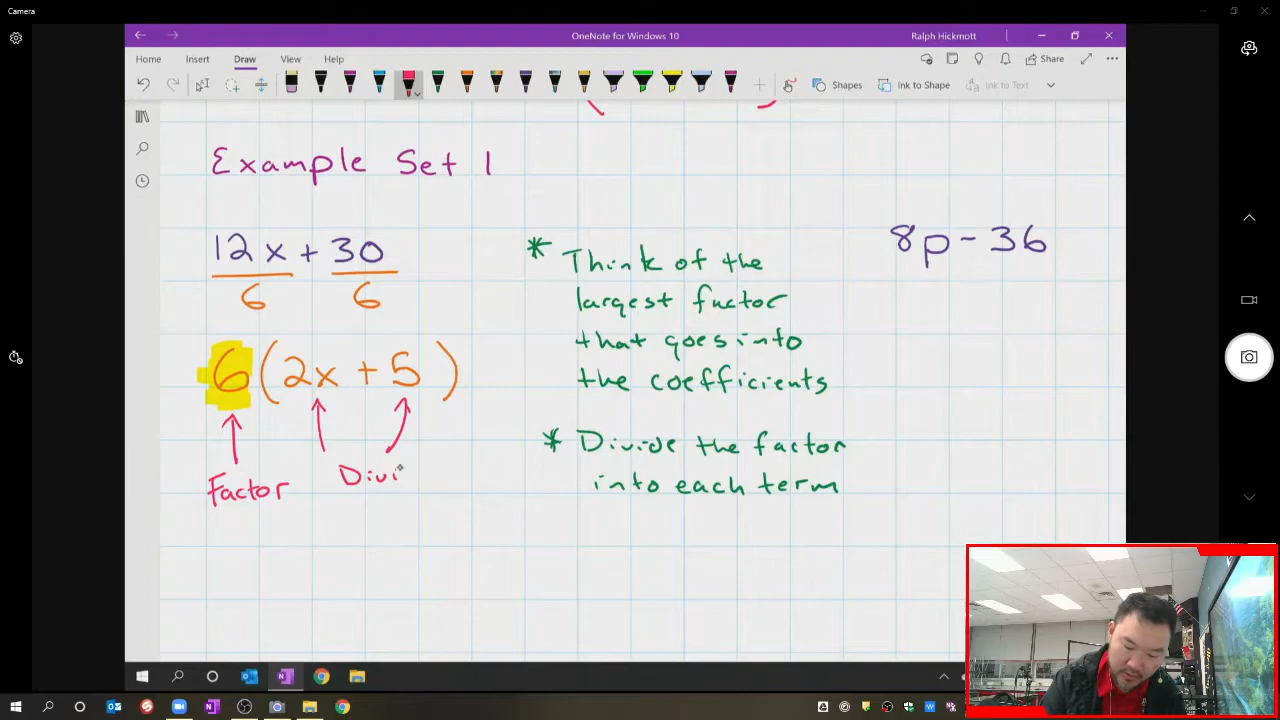 Camera
OneNote for Windows 10
Ralph Hickmott
Home Insert Draw View Help
Share
Shapes
Ink to Shape
Ink to Text
Example Set 1
12x + 30
6 6
6(2x + 5)
Factor
Divi
* Think of the
largest factor
that goes into
the coefficients
* Divide the factor
into each term
8p - 36